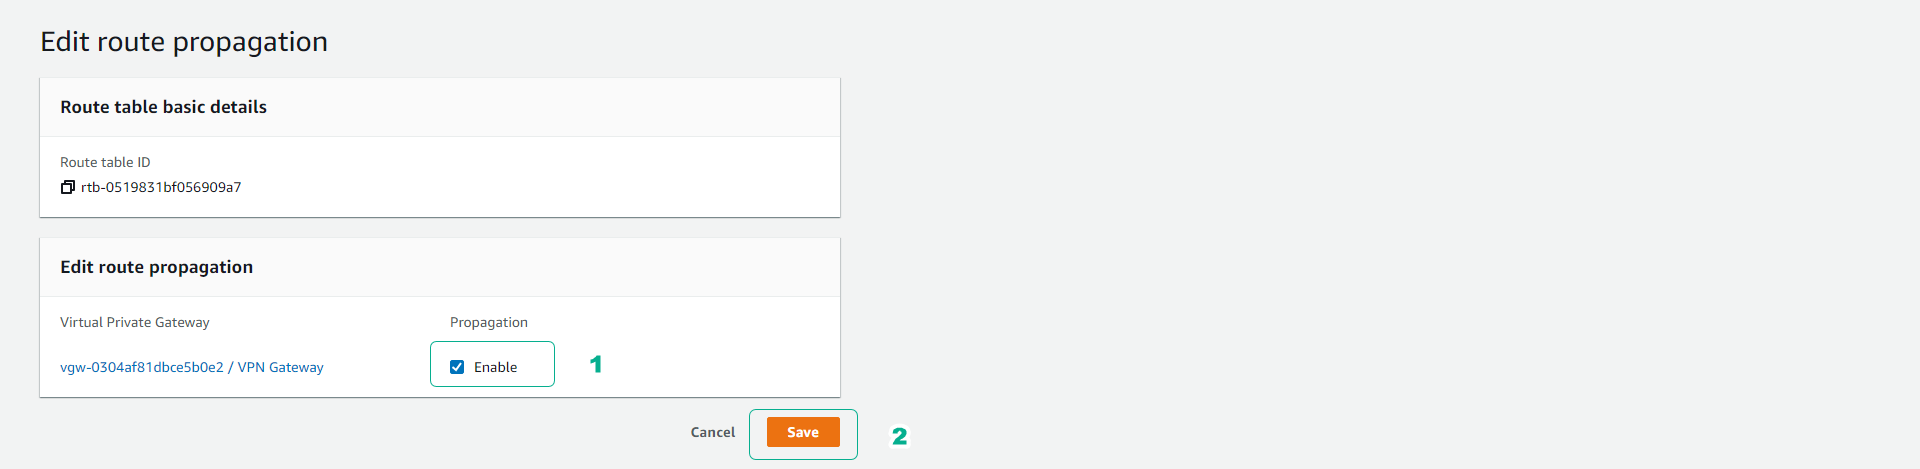 Edit route propagation
Route table basic details
Route table ID
rtb-0519831bf056909a7
Edit route propagation
Virtual Private Gateway
Propagation
vgw-0304af81dbce5b0e2 / VPN Gateway
Enable
1
Cancel
Save
2